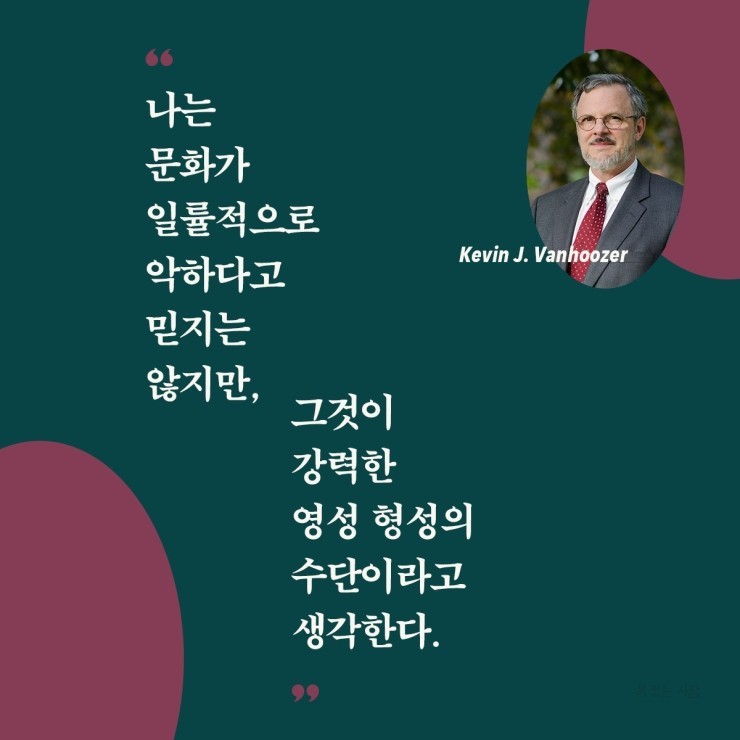 “
나는
문화가
일률적으로
악하다고
믿지는
않지만,
그것이
강력한
영성 형성의
수단이라고
생각한다.
”
Kevin J. Vanhoozer